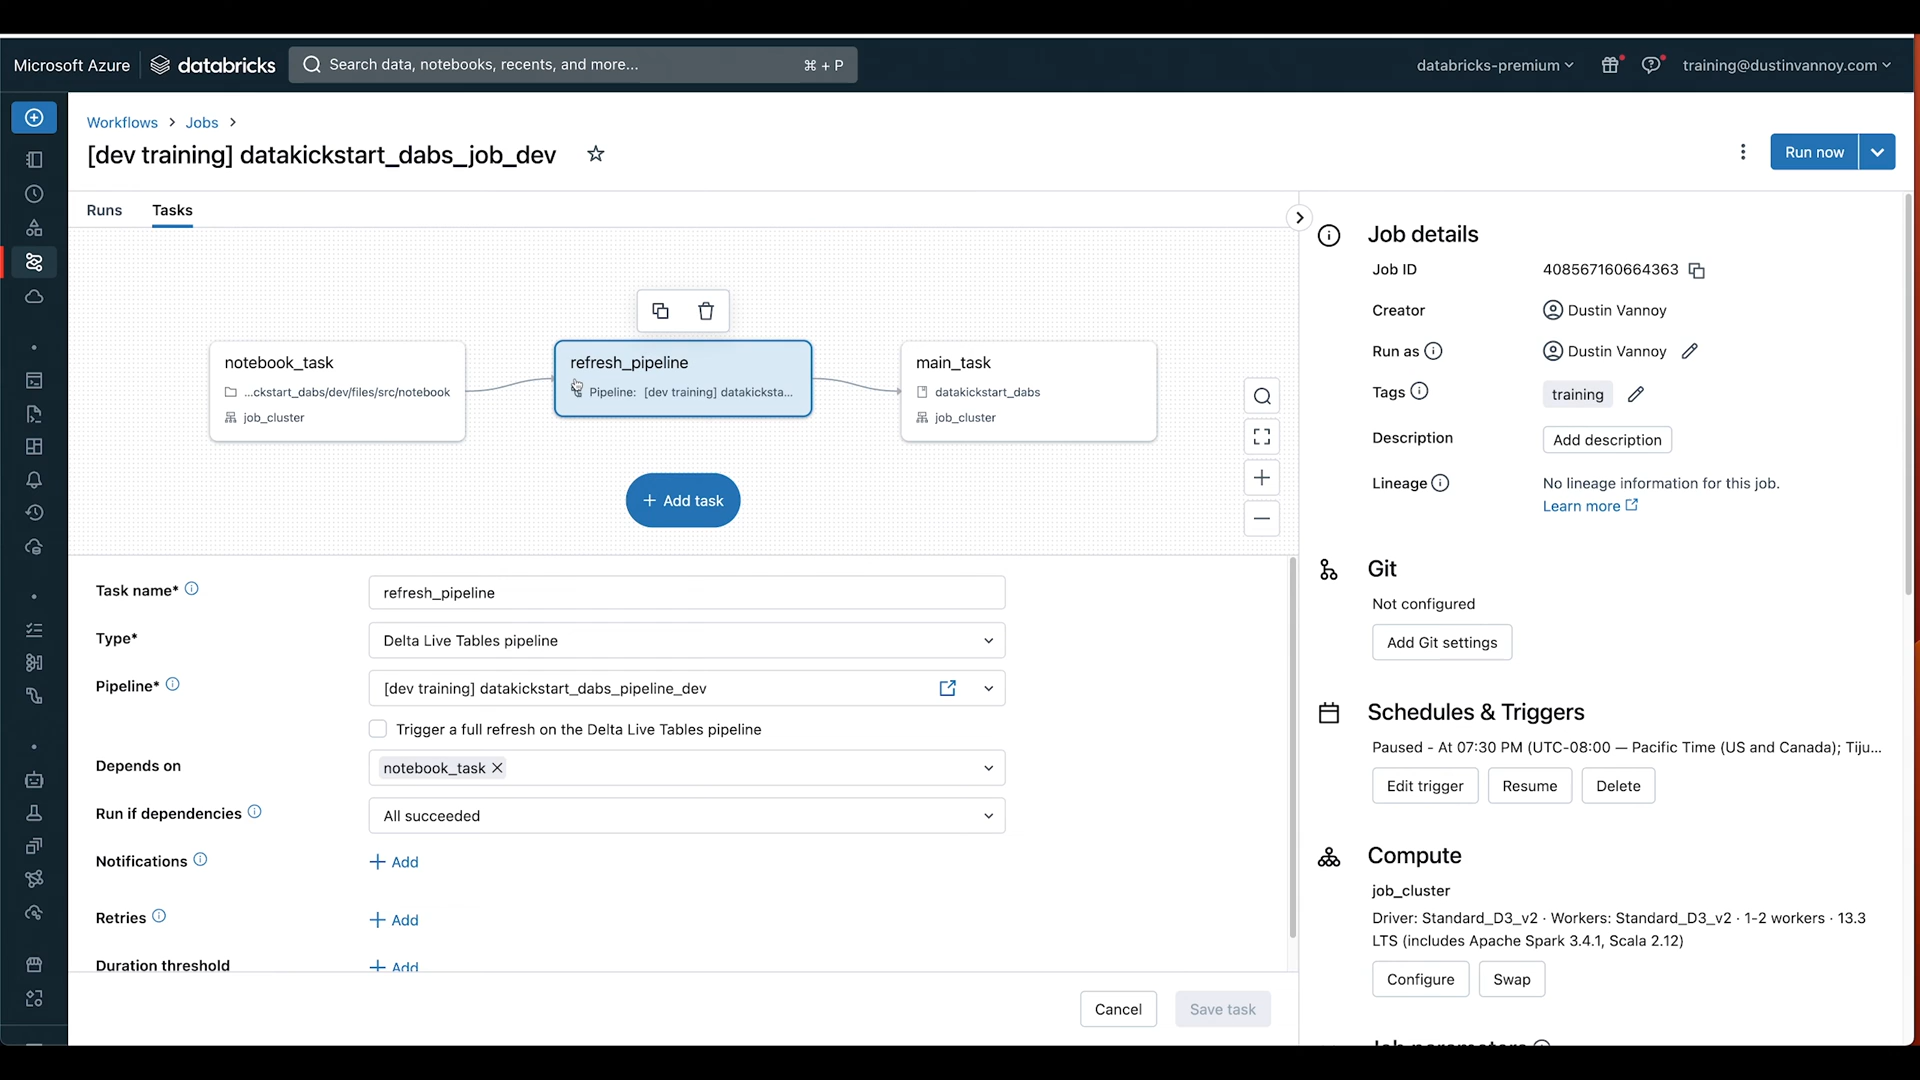 Microsoft Azure databricks Search data, notebooks, recents, and more... ⌘ + P databricks-premium training@dustinvannoy.com
Workflows > Jobs >
[dev training] datakickstart_dabs_job_dev
Run now
Runs Tasks
notebook_task
...ckstart_dabs/dev/files/src/notebook
job_cluster
refresh_pipeline
Pipeline: [dev training] datakicksta...
main_task
datakickstart_dabs
job_cluster
+ Add task
Task name* refresh_pipeline
Type* Delta Live Tables pipeline
Pipeline* [dev training] datakickstart_dabs_pipeline_dev
Trigger a full refresh on the Delta Live Tables pipeline
Depends on notebook_task
Run if dependencies All succeeded
Notifications + Add
Retries + Add
Duration threshold + Add
Cancel Save task
Job details
Job ID 408567160664363
Creator Dustin Vannoy
Run as Dustin Vannoy
Tags training
Description Add description
Lineage No lineage information for this job.
Learn more
Git
Not configured
Add Git settings
Schedules & Triggers
Paused - At 07:30 PM (UTC-08:00 — Pacific Time (US and Canada); Tiju...
Edit trigger Resume Delete
Compute
job_cluster
Driver: Standard_D3_v2 · Workers: Standard_D3_v2 · 1-2 workers · 13.3
LTS (includes Apache Spark 3.4.1, Scala 2.12)
Configure Swap
Job parameters